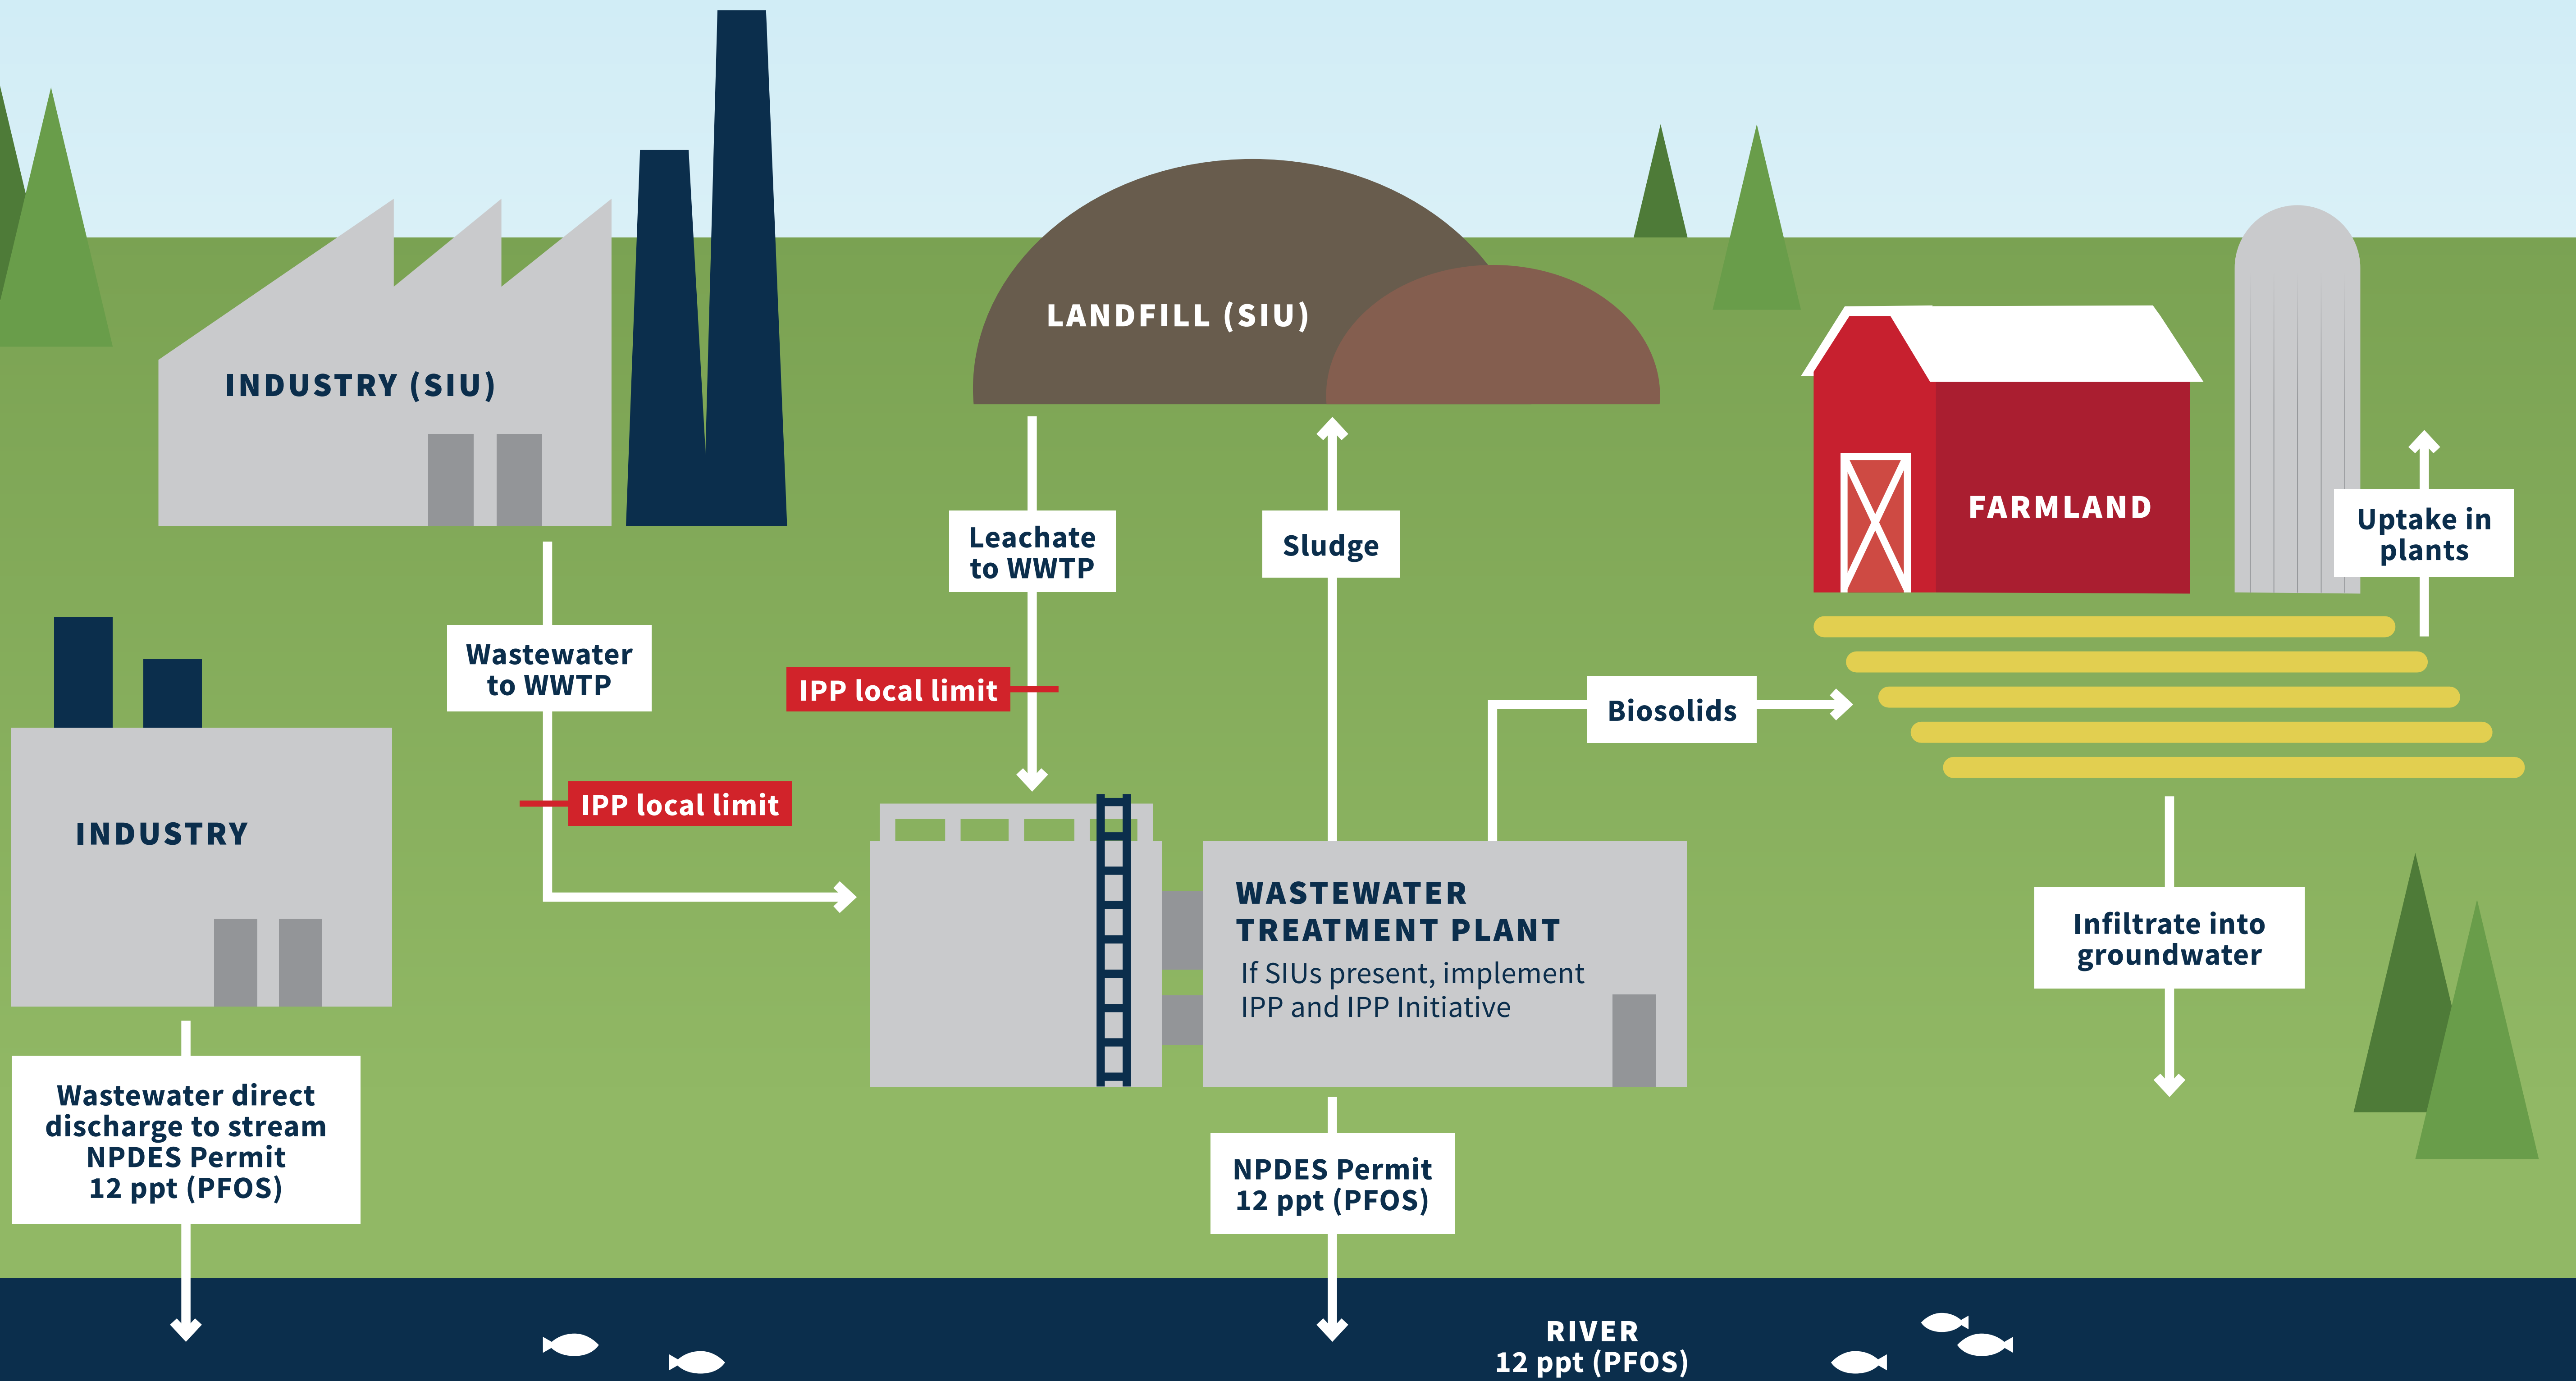 LANDFILL (SIU)
INDUSTRY (SIU)
FARMLAND
Uptake in
plants
Leachate
to WWTP
Sludge
Wastewater
to WWTP
IPP local limit
Biosolids
IPP local limit
INDUSTRY
WASTEWATER
TREATMENT PLANT
If SIUs present, implement
IPP and IPP Initiative
Infiltrate into
groundwater
Wastewater direct
discharge to stream
NPDES Permit
12 ppt (PFOS)
NPDES Permit
12 ppt (PFOS)
RIVER
12 ppt (PFOS)